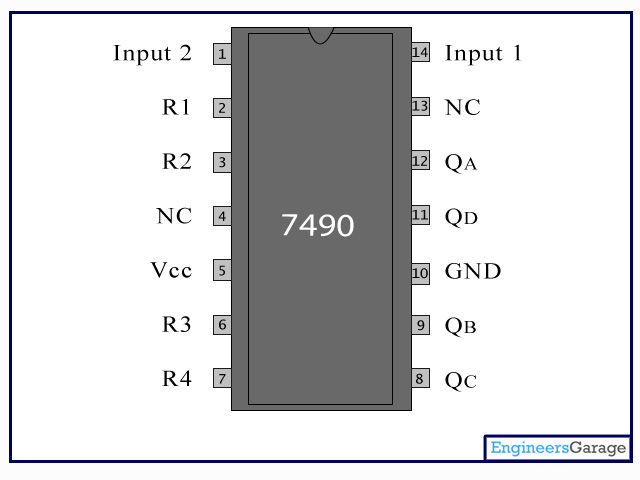 Input 2 1 14 Input 1
R1 2 13 NC
R2 3 12 QA
NC 4 11 QD
7490
Vcc 5 10 GND
R3 6 9 QB
R4 7 8 QC
EngineersGarage